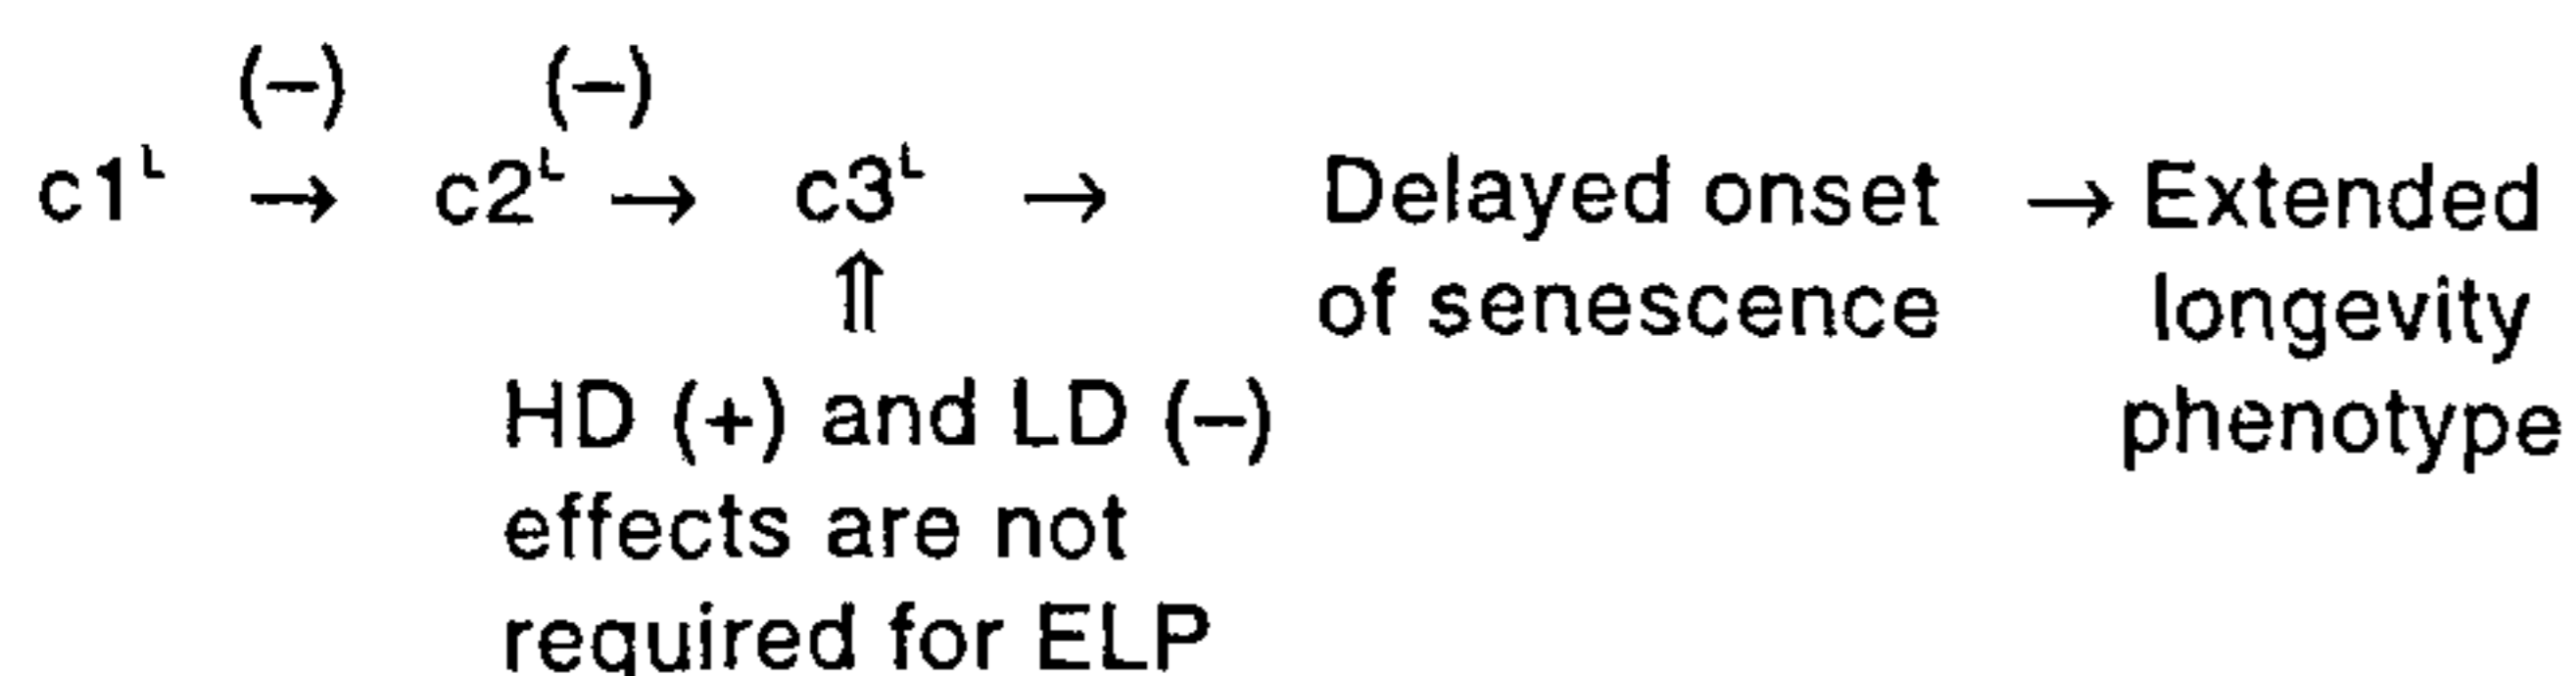 (−) (−)
c1ᴸ → c2ᴸ → c3ᴸ → Delayed onset → Extended
⇑ of senescence longevity
HD (+) and LD (−) phenotype
effects are not
required for ELP